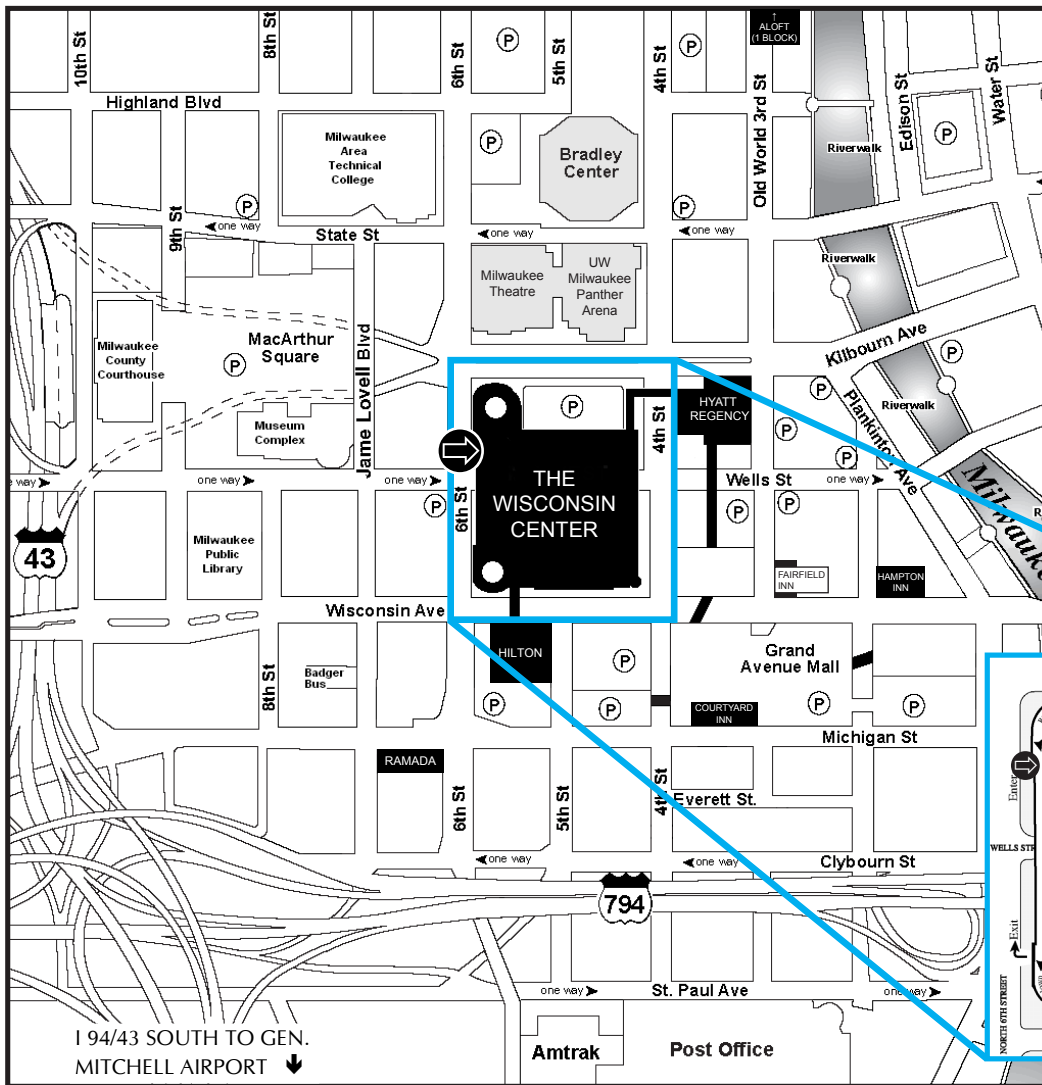 ↑
ALOFT
(1 BLOCK)
10th St
8th St
6th St
5th St
4th St
Old World 3rd St
Edison St
Water St
P
P
P
P
Highland Blvd
Milwaukee
Area
Technical
College
Bradley
Center
Riverwalk
9th St
P
P
State St
one way
one way
one way
Milwaukee
Theatre
UW
Milwaukee
Panther
Arena
Riverwalk
Milwaukee
County
Courthouse
MacArthur
Square
P
Jame Lovell Blvd
Kilbourn Ave
P
Plankinton Ave
P
Riverwalk
Museum
Complex
P
4th St
HYATT
REGENCY
P
P
THE
WISCONSIN
CENTER
6th St
e way
one way
one way
Wells St
one way
43
Milwaukee
Public
Library
P
P
P
Milwauke
FAIRFIELD
INN
HAMPTON
INN
Wisconsin Ave
HILTON
P
Grand
Avenue Mall
8th St
Badger
Bus
P
P
COURTYARD
INN
P
P
Michigan St
RAMADA
6th St
5th St
4th St
Everett St.
Enter
WELLS STR
one way
one way
Clybourn St
794
Exit
NORTH 6TH STREET
one way
St. Paul Ave
one way
I 94/43 SOUTH TO GEN.
MITCHELL AIRPORT
Amtrak
Post Office